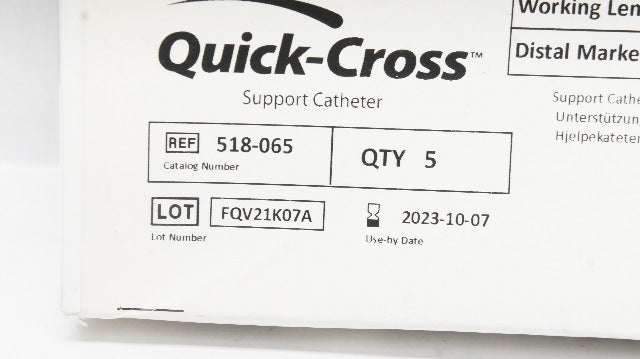 Working Len
Distal Marke
Quick-Cross™
Support Catheter
Support Cathe
Unterstützun
Hjelpekateter
REF 518-065
Catalog Number
QTY 5
LOT FQV21K07A
Lot Number
2023-10-07
Use-by Date